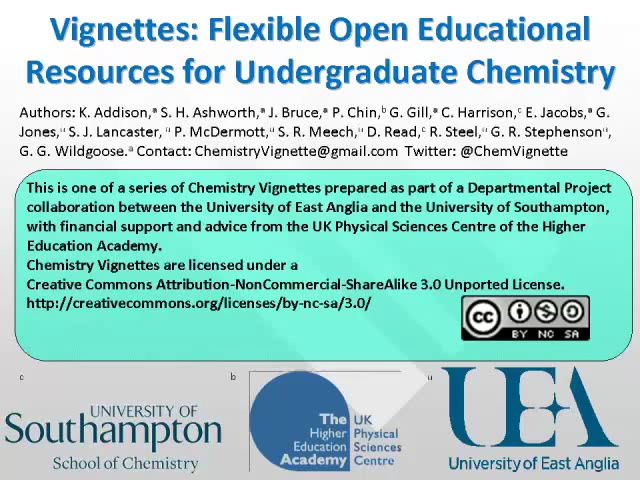 Vignettes: Flexible Open Educational
Resources for Undergraduate Chemistry
Authors: K. Addison,ᵃ S. H. Ashworth,ᵃ J. Bruce,ᵃ P. Chin,ᵇ G. Gill,ᵃ C. Harrison,ᶜ E. Jacobs,ᵃ G.
Jones,ᵘ S. J. Lancaster, ᵘ P. McDermott,ᵘ S. R. Meech,ᵘ D. Read,ᶜ R. Steel,ᵘ G. R. Stephensonᵘ,
G. G. Wildgoose.ᵃ Contact: ChemistryVignette@gmail.com Twitter: @ChemVignette
This is one of a series of Chemistry Vignettes prepared as part of a Departmental Project
collaboration between the University of East Anglia and the University of Southampton,
with financial support and advice from the UK Physical Sciences Centre of the Higher
Education Academy.
Chemistry Vignettes are licensed under a
Creative Commons Attribution-NonCommercial-ShareAlike 3.0 Unported License.
http://creativecommons.org/licenses/by-nc-sa/3.0/
cc
BY NC SA
c
UNIVERSITY OF
Southampton
School of Chemistry
b
The UK
Higher Physical
Education Sciences
Academy Centre
u
UEA
University of East Anglia